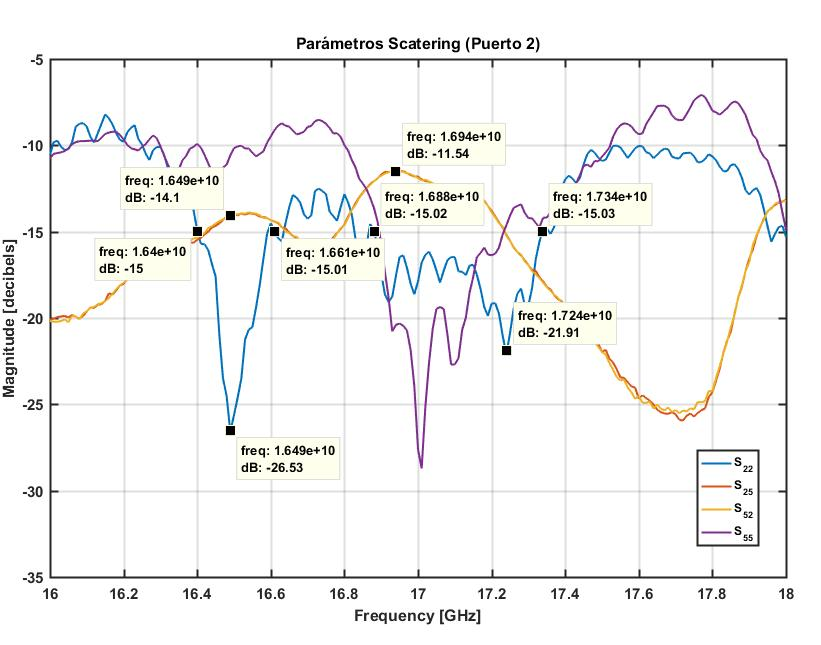 Parámetros Scatering (Puerto 2)
-5
-10
-15
-20
-25
-30
-35
Magnitude [decibels]
freq: 1.694e+10
dB: -11.54
freq: 1.649e+10
dB: -14.1
freq: 1.688e+10
dB: -15.02
freq: 1.734e+10
dB: -15.03
freq: 1.64e+10
dB: -15
freq: 1.661e+10
dB: -15.01
freq: 1.724e+10
dB: -21.91
freq: 1.649e+10
dB: -26.53
S22
S25
S52
S55
16 16.2 16.4 16.6 16.8 17 17.2 17.4 17.6 17.8 18
Frequency [GHz]